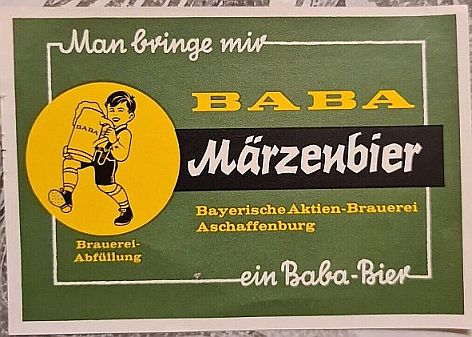 Man bringe mir
BABA
BABA
Märzenbier
Bayerische Aktien-Brauerei
Aschaffenburg
Brauerei-
Abfüllung
ein Baba-Bier